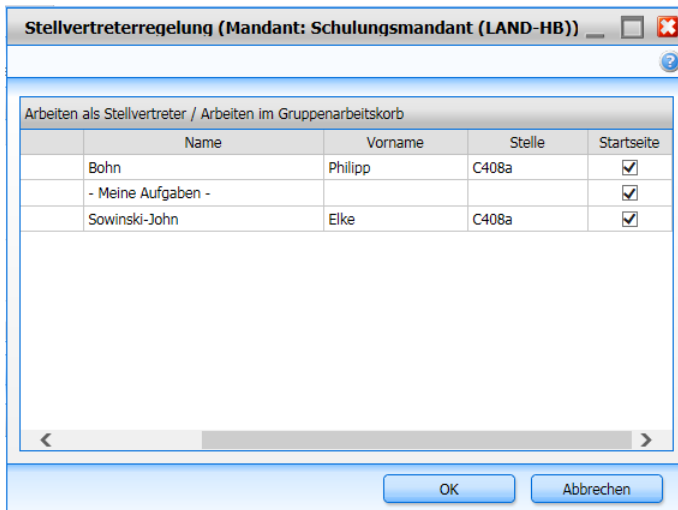 Stellvertreterregelung (Mandant: Schulungsmandant (LAND-HB))
Arbeiten als Stellvertreter / Arbeiten im Gruppenarbeitskorb
Name Vorname Stelle Startseite
Bohn Philipp C408a
- Meine Aufgaben -
Sowinski-John Elke C408a
OK Abbrechen